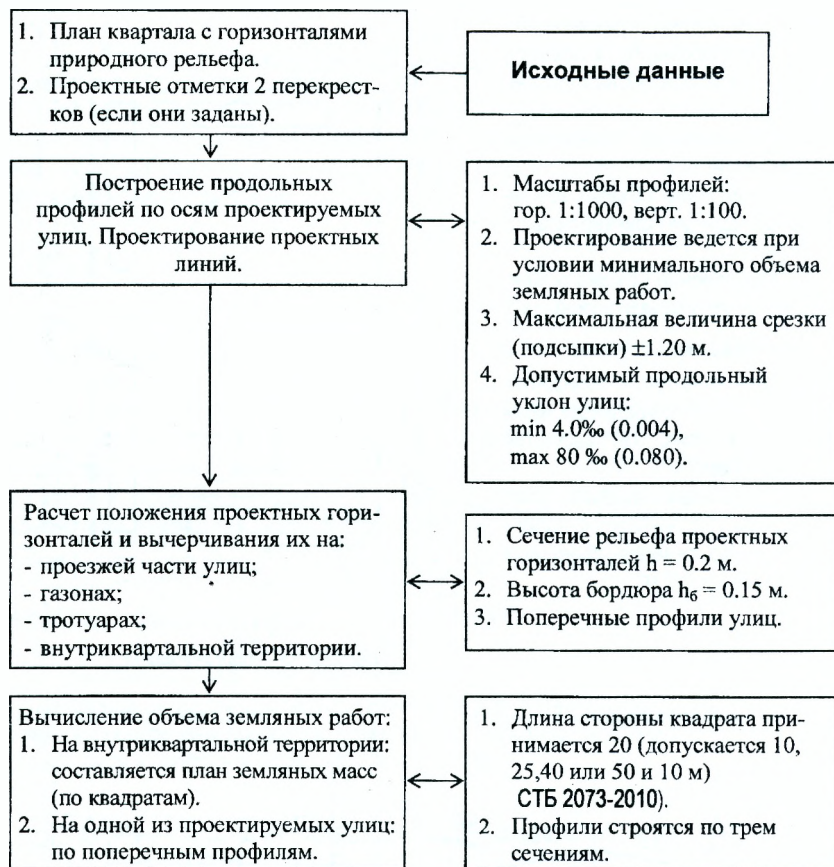 1. План квартала с горизонталями
природного рельефа.
2. Проектные отметки 2 перекрест-
ков (если они заданы).
Исходные данные
Построение продольных
профилей по осям проектируемых
улиц. Проектирование проектных
линий.
1. Масштабы профилей:
гор. 1:1000, верт. 1:100.
2. Проектирование ведется при
условии минимального объема
земляных работ.
3. Максимальная величина срезки
(подсыпки) ±1.20 м.
4. Допустимый продольный
уклон улиц:
min 4.0‰ (0.004),
max 80 ‰ (0.080).
Расчет положения проектных гори-
зонталей и вычерчивания их на:
- проезжей части улиц;
- газонах;
- тротуарах;
- внутриквартальной территории.
1. Сечение рельефа проектных
горизонталей h = 0.2 м.
2. Высота бордюра hб = 0.15 м.
3. Поперечные профили улиц.
Вычисление объема земляных работ:
1. На внутриквартальной территории:
составляется план земляных масс
(по квадратам).
2. На одной из проектируемых улиц:
по поперечным профилям.
1. Длина стороны квадрата при-
нимается 20 (допускается 10,
25,40 или 50 и 10 м)
СТБ 2073-2010).
2. Профили строятся по трем
сечениям.